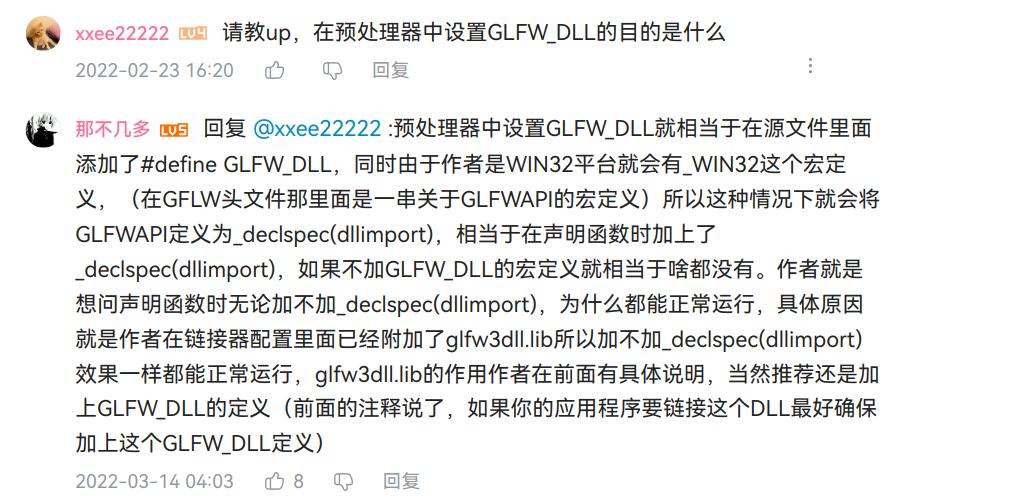 xxee22222 LV4 请教up，在预处理器中设置GLFW_DLL的目的是什么
2022-02-23 16:20 回复
那不几多 LV5 回复 @xxee22222 :预处理器中设置GLFW_DLL就相当于在源文件里面
添加了#define GLFW_DLL，同时由于作者是WIN32平台就会有_WIN32这个宏定
义，（在GFLW头文件那里面是一串关于GLFWAPI的宏定义）所以这种情况下就会将
GLFWAPI定义为_declspec(dllimport)，相当于在声明函数时加上了
_declspec(dllimport)，如果不加GLFW_DLL的宏定义就相当于啥都没有。作者就是
想问声明函数时无论加不加_declspec(dllimport)，为什么都能正常运行，具体原因
就是作者在链接器配置里面已经附加了glfw3dll.lib所以加不加_declspec(dllimport)
效果一样都能正常运行，glfw3dll.lib的作用作者在前面有具体说明，当然推荐还是加
上GLFW_DLL的定义（前面的注释说了，如果你的应用程序要链接这个DLL最好确保
加上这个GLFW_DLL定义）
2022-03-14 04:03 8 回复